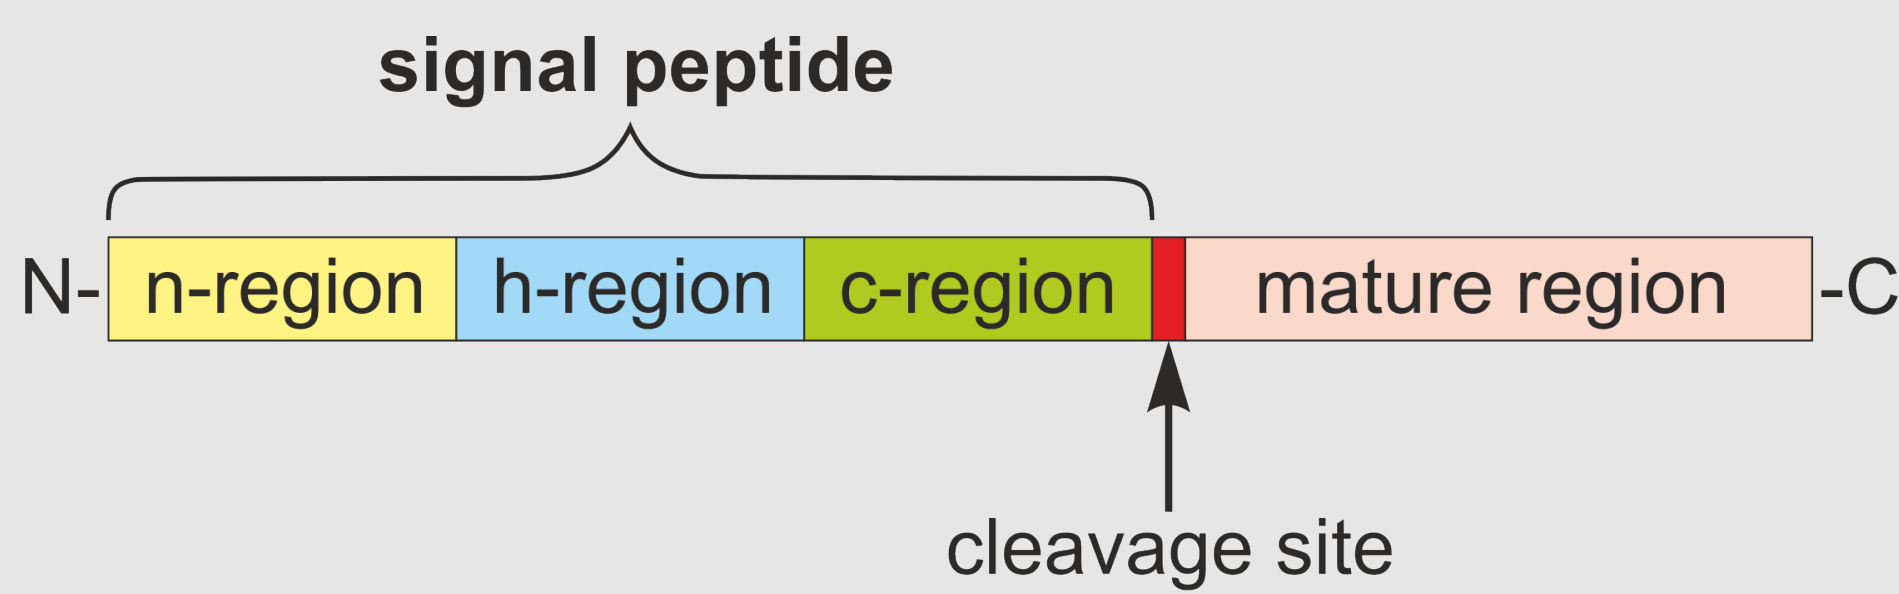 signal peptide
N- n-region h-region c-region mature region -C
cleavage site